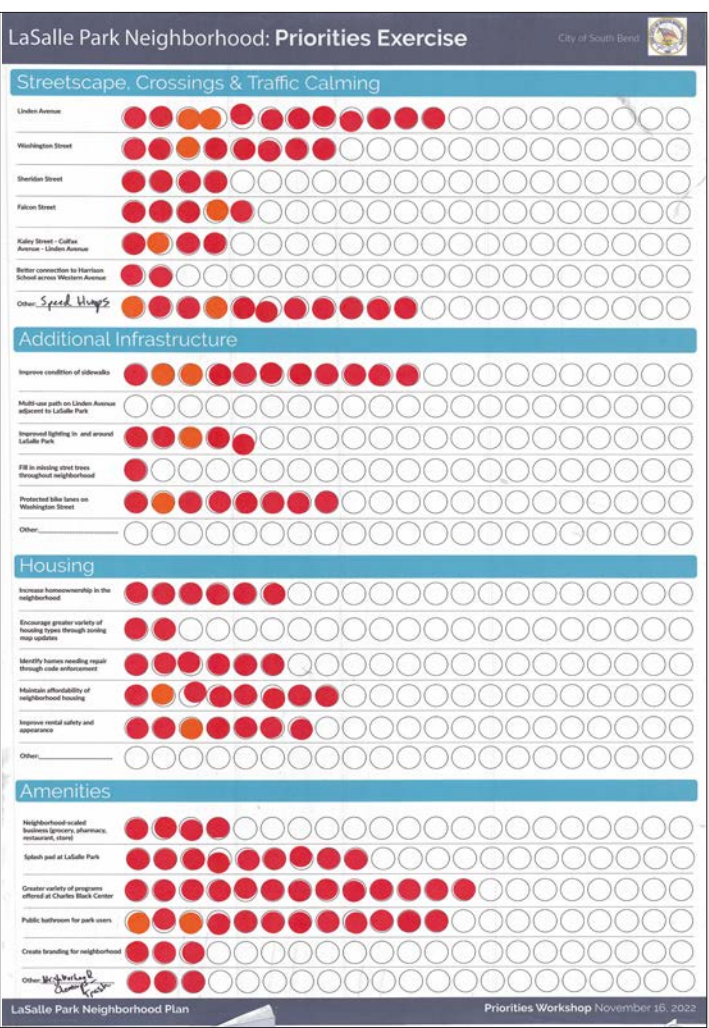 LaSalle Park Neighborhood: Priorities Exercise
City of South Bend
Streetscape, Crossings & Traffic Calming
Linden Avenue
Washington Street
Sheridan Street
Falcon Street
Kaley Street - Colfax
Avenue - Linden Avenue
Better connection to Harrison
School across Western Avenue
Other: Speed Humps
Additional Infrastructure
Improve condition of sidewalks
Multi-use path on Linden Avenue
adjacent to LaSalle Park
Improved lighting in and around
LaSalle Park
Fill in missing stret trees
throughout neighborhood
Protected bike lanes on
Washington Street
Other:
Housing
Increase homeownership in the
neighborhood
Encourage greater variety of
housing types through zoning
map updates
Identify homes needing repair
through code enforcement
Maintain affordability of
neighborhood housing
Improve rental safety and
appearance
Other:
Amenities
Neighborhood-scaled
business (grocery, pharmacy,
restaurant, store)
Splash pad at LaSalle Park
Greater variety of programs
offered at Charles Black Center
Public bathroom for park users
Create branding for neighborhood
Other: Neighborhood
Cleanups
Trash
LaSalle Park Neighborhood Plan
Priorities Workshop November 16, 2022